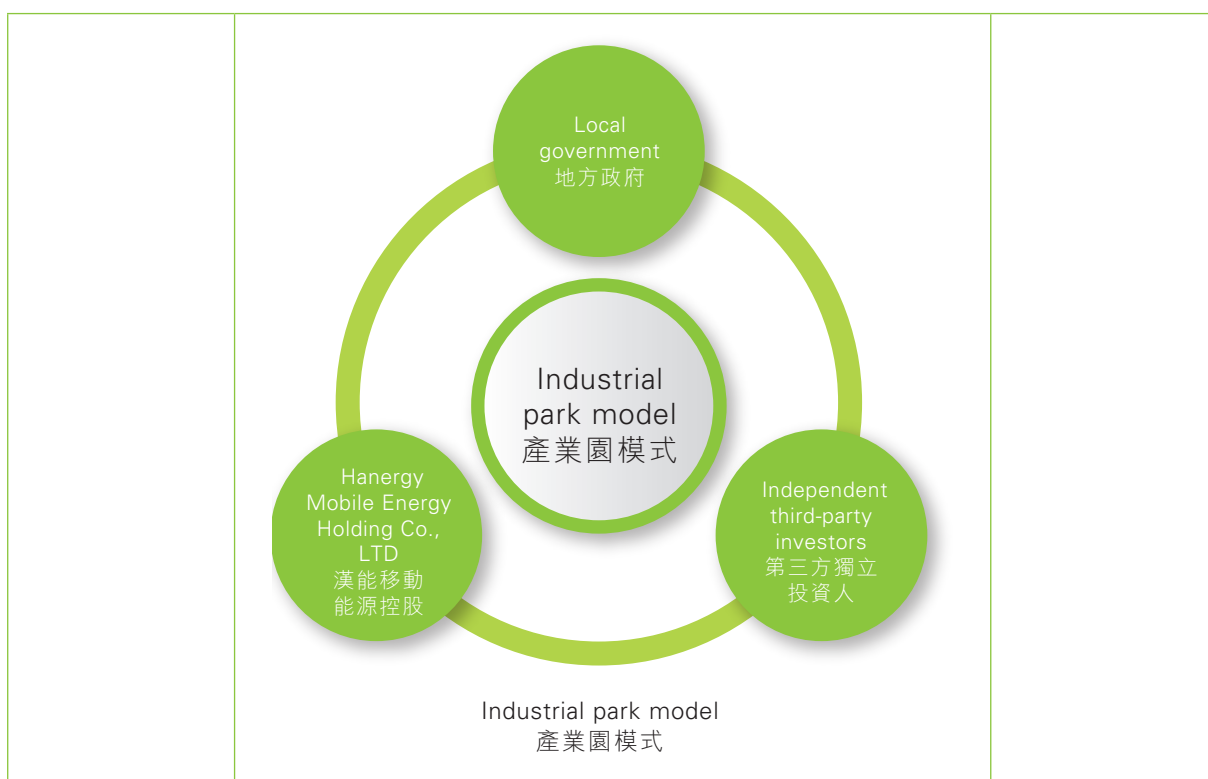 Local
government
地方政府
Industrial
park model
產業園模式
Hanergy
Mobile Energy
Holding Co.,
LTD
漢能移動
能源控股
Independent
third-party
investors
第三方獨立
投資人
Industrial park model
產業園模式